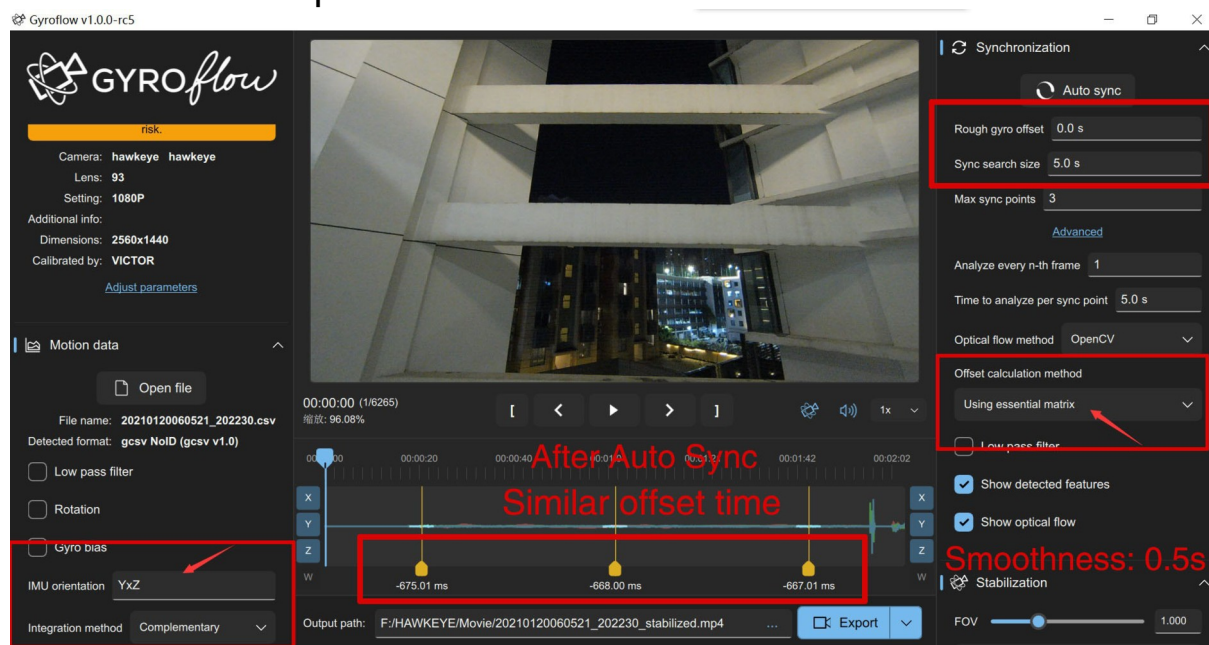 Gyroflow v1.0.0-rc5
GYROflow
risk.
Camera: hawkeye hawkeye
Lens: 93
Setting: 1080P
Additional info:
Dimensions: 2560x1440
Calibrated by: VICTOR
Adjust parameters
Motion data
Open file
File name: 20210120060521_202230.csv
Detected format: gcsv NoID (gcsv v1.0)
Low pass filter
Rotation
Gyro bias
IMU orientation YxZ
Integration method Complementary
00:00:00 (1/6265)
缩放: 96.08%
[ ]
1x
00:00:20 00:00:40 00:01:42 00:02:02
After Auto Sync
Similar offset time
X X
Y Y
Z Z
W W
-675.01 ms -668.00 ms -667.01 ms
Output path: F:/HAWKEYE/Movie/20210120060521_202230_stabilized.mp4 ...
Export
Synchronization
Auto sync
Rough gyro offset 0.0 s
Sync search size 5.0 s
Max sync points 3
Advanced
Analyze every n-th frame 1
Time to analyze per sync point 5.0 s
Optical flow method OpenCV
Offset calculation method
Using essential matrix
Low pass filter
Show detected features
Show optical flow
Smoothness: 0.5s
Stabilization
FOV 1.000